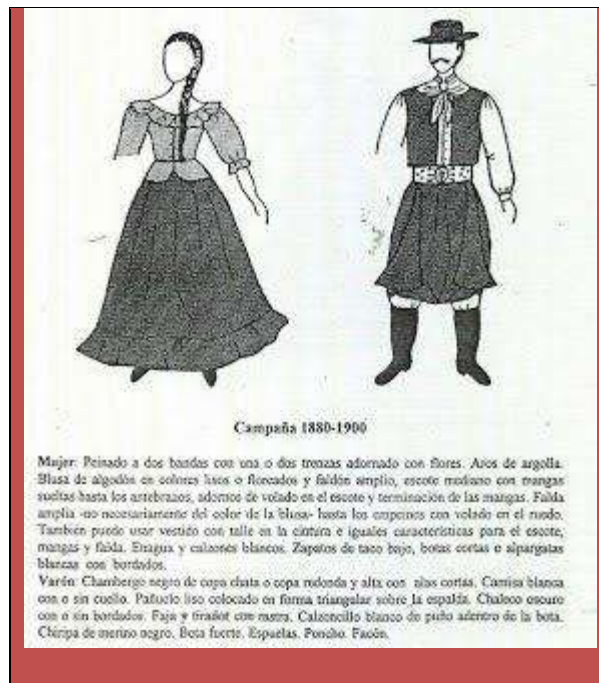 Campaña 1880-1900
Mujer: Peinado a dos bandas con una o dos trenzas adornado con flores. Aros de argolla.
Blusa de algodón en colores lisos o floreados y faldón amplio, escote mediano con mangas
sueltas hasta los antebrazos, adornos de volado en el escote y terminación de las mangas. Falda
amplia -no necesariamente del color de la blusa- hasta los empeines con volado en el ruedo.
También puede usar vestido con talle en la cintura e iguales características para el escote,
mangas y falda. Enagua y calzones blancos. Zapatos de taco bajo, botas cortas o alpargatas
blancas con bordados.
Varón: Chambergo negro de copa chata o copa redonda y alta con alas cortas. Camisa blanca
con o sin cuello. Pañuelo liso colocado en forma triangular sobre la espalda. Chaleco oscuro
con o sin bordados. Faja y tirador con rastra. Calzoncillo blanco de puño adentro de la bota.
Chiripa de merino negro. Bota fuerte. Espuelas. Poncho. Facón.